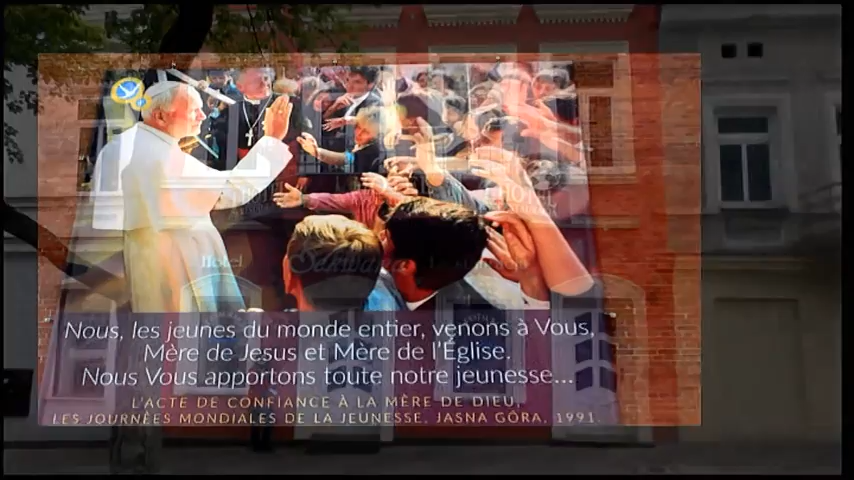 Nous, les jeunes du monde entier, venons à Vous,
Mère de Jesus et Mère de l'Église.
Nous Vous apportons toute notre jeunesse...
L'ACTE DE CONFIANCE À LA MÈRE DE DIEU,
LES JOURNÉES MONDIALES DE LA JEUNESSE, JASNA GÓRA, 1991.